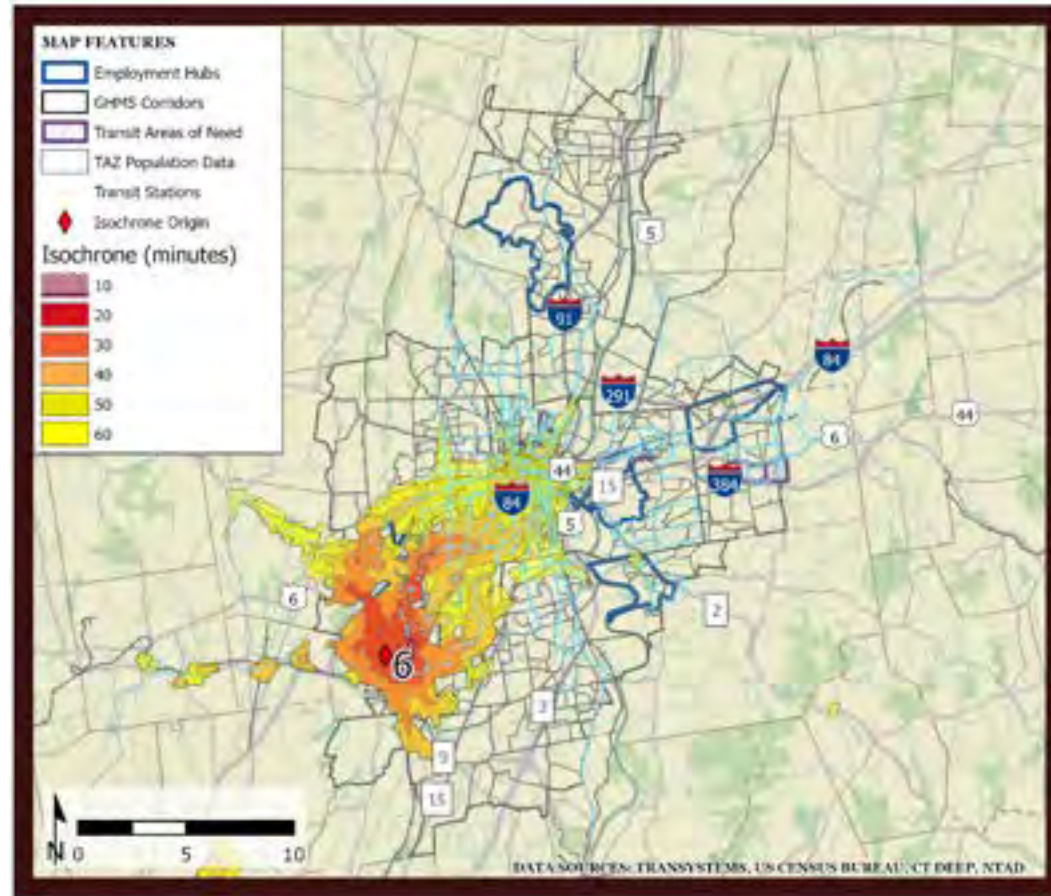 MAP FEATURES
Employment Hubs
GHMS Corridors
Transit Areas of Need
TAZ Population Data
Transit Stations
Isochrone Origin
Isochrone (minutes)
10
20
30
40
50
60
5
91
84
291
44
6
44
15
384
84
5
6
2
6
3
9
15
N
0 5 10
DATA SOURCES: TRANSYSTEMS, US CENSUS BUREAU, CT DEEP, NTAD